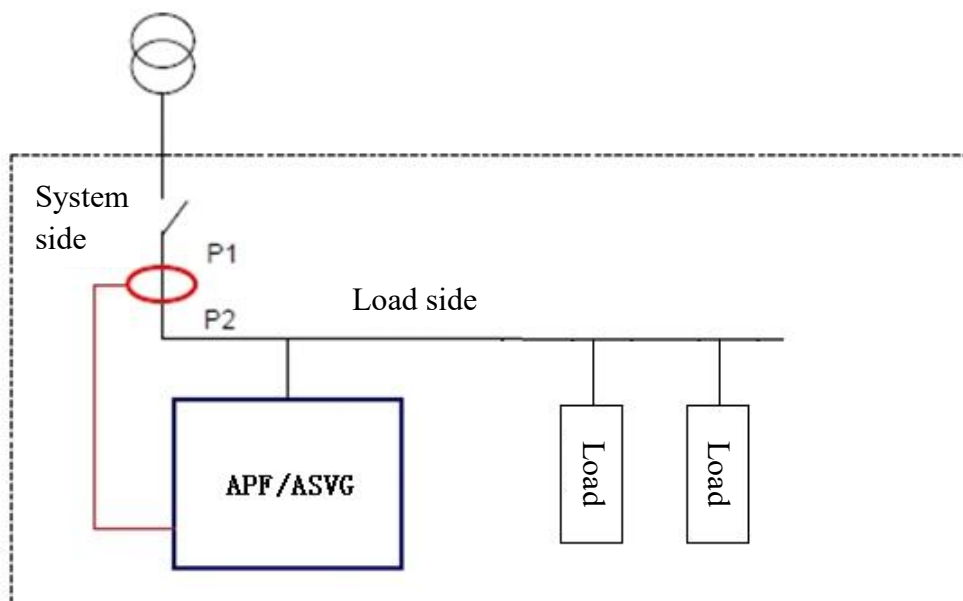 System
side
P1
P2
Load side
APF/ASVG
Load
Load